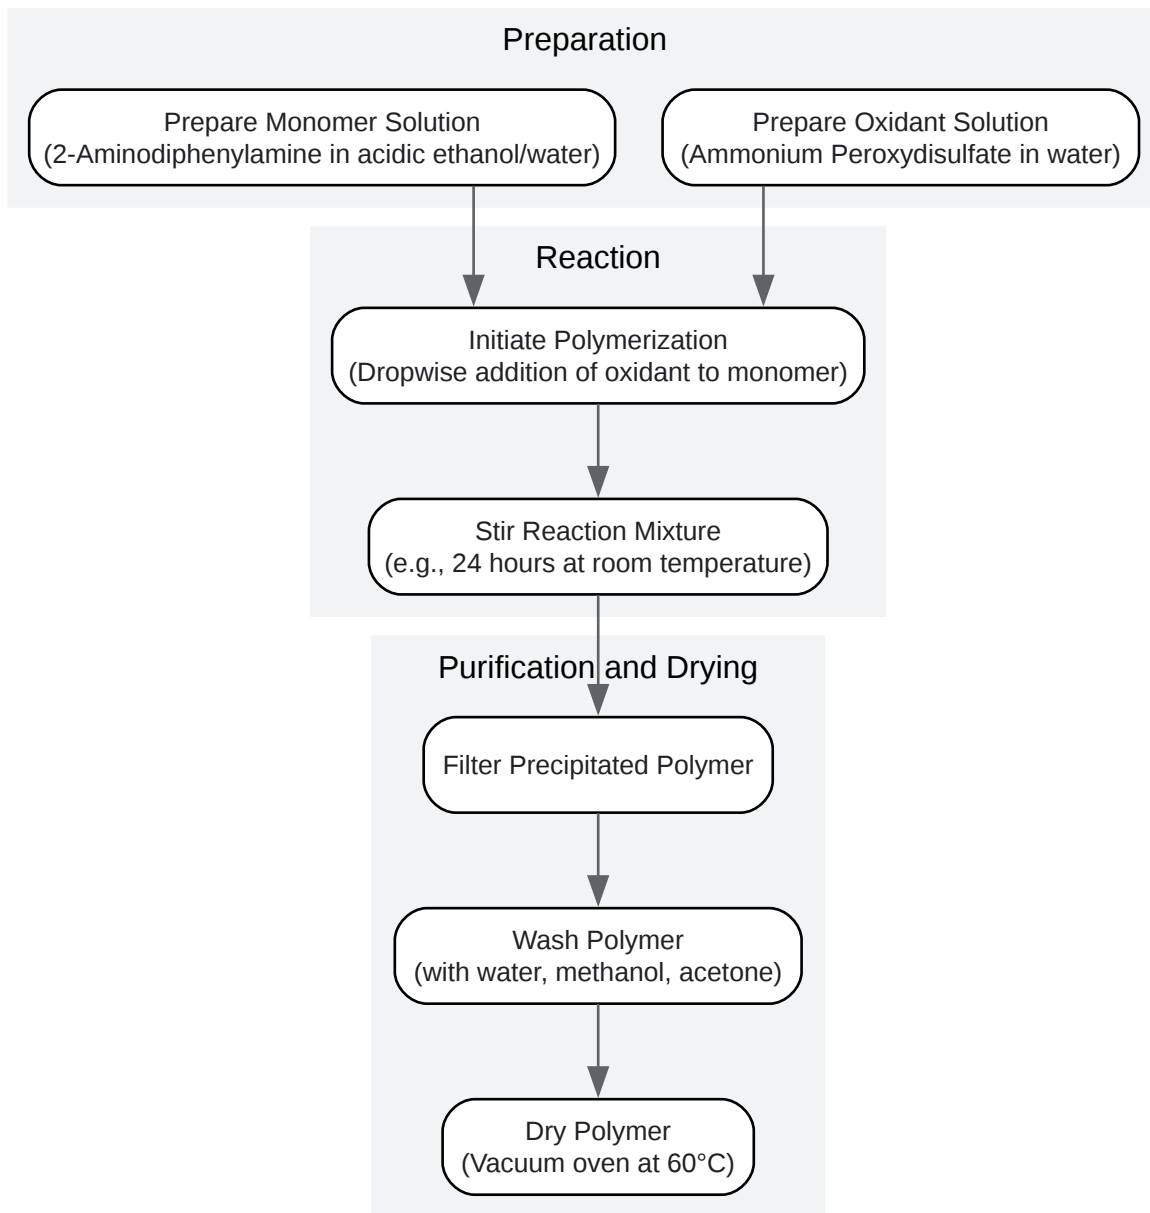 Preparation
Prepare Monomer Solution
(2-Aminodiphenylamine in acidic ethanol/water)
Prepare Oxidant Solution
(Ammonium Peroxydisulfate in water)
Reaction
Initiate Polymerization
(Dropwise addition of oxidant to monomer)
Stir Reaction Mixture
(e.g., 24 hours at room temperature)
Purification and Drying
Filter Precipitated Polymer
Wash Polymer
(with water, methanol, acetone)
Dry Polymer
(Vacuum oven at 60°C)